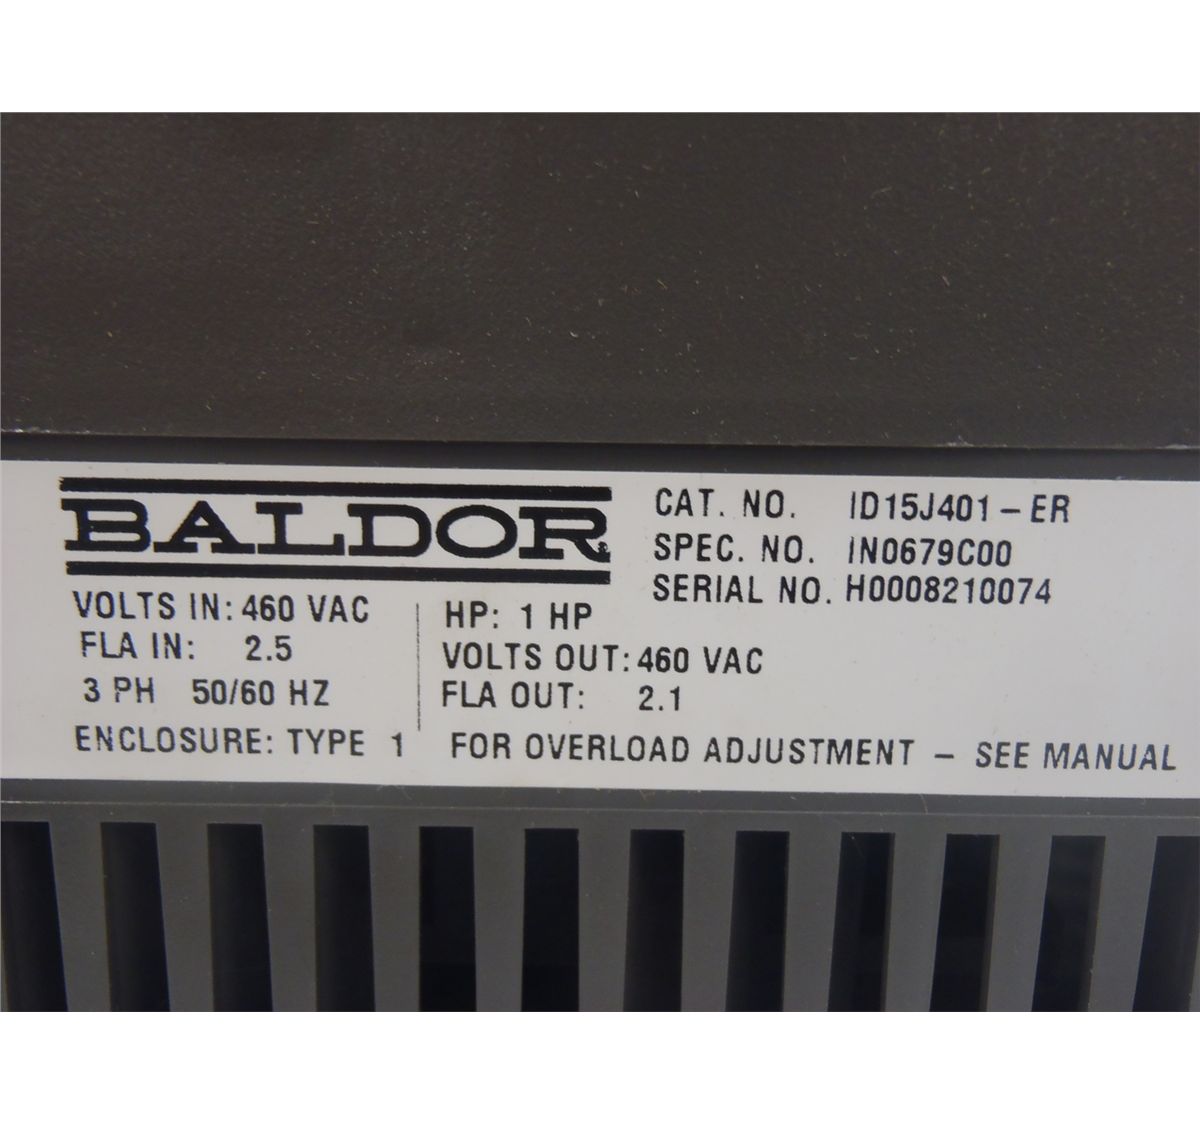 BALDOR
CAT. NO. ID15J401-ER
SPEC. NO. IN0679C00
SERIAL NO. H0008210074
VOLTS IN: 460 VAC
FLA IN: 2.5
3 PH 50/60 HZ
ENCLOSURE: TYPE 1
HP: 1 HP
VOLTS OUT: 460 VAC
FLA OUT: 2.1
FOR OVERLOAD ADJUSTMENT - SEE MANUAL